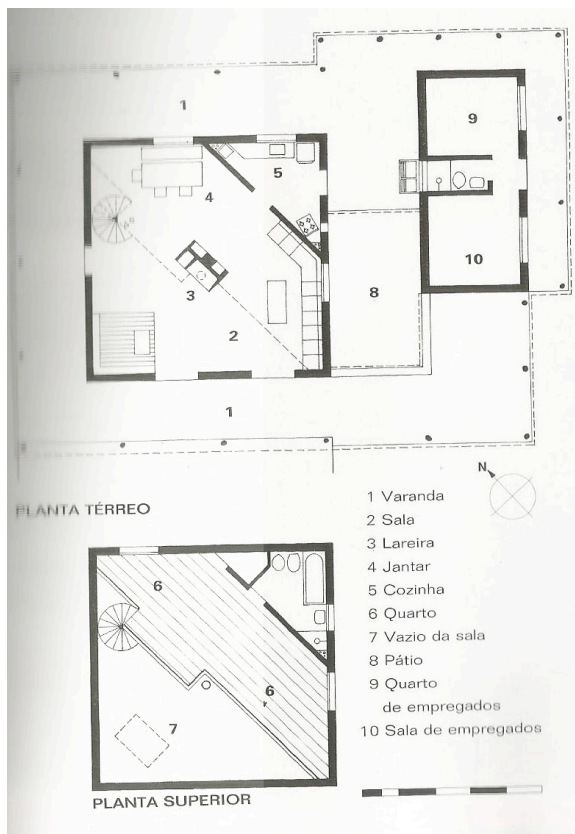 1
9
4
5
10
8
3
2
1
PLANTA TÉRREO
N
1 Varanda
2 Sala
3 Lareira
4 Jantar
5 Cozinha
6 Quarto
7 Vazio da sala
8 Pátio
9 Quarto
de empregados
10 Sala de empregados
6
6
7
PLANTA SUPERIOR